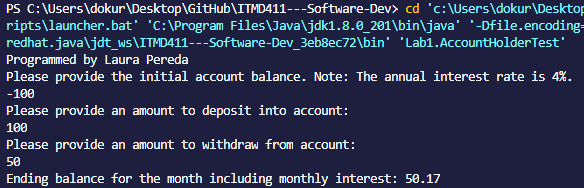 PS C:\Users\dokur\Desktop\GitHub\ITMD411---Software-Dev> cd 'c:\Users\dokur\Desktop
ripts\launcher.bat' 'C:\Program Files\Java\jdk1.8.0_201\bin\java' '-Dfile.encoding=
redhat.java\jdt_ws\ITMD411---Software-Dev_3eb8ec72\bin' 'Lab1.AccountHolderTest'
Programmed by Laura Pereda
Please provide the initial account balance. Note: The annual interest rate is 4%.
-100
Please provide an amount to deposit into account:
100
Please provide an amount to withdraw from account:
50
Ending balance for the month including monthly interest: 50.17